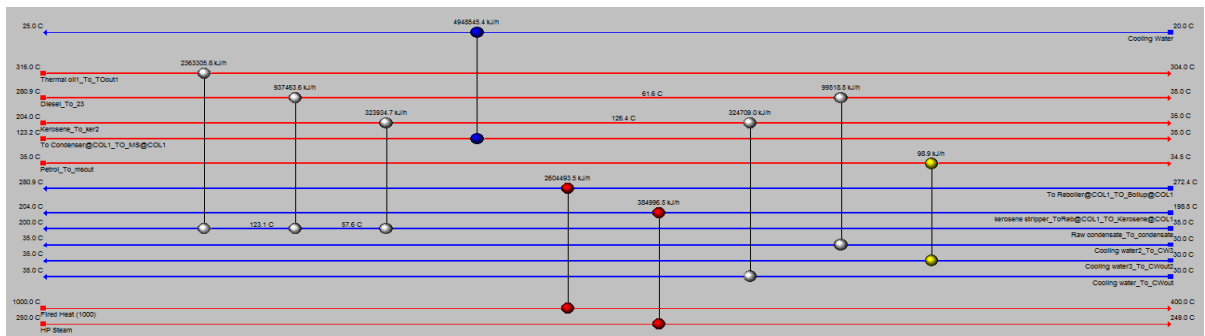 4948545.4 kJ/h
25.0 C 20.0 C
Cooling Water
2363305.8 kJ/h
316.0 C 304.0 C
Thermal oil1_To_TOout1
937463.6 kJ/h 99518.5 kJ/h
280.9 C 61.6 C 35.0 C
Diesel_To_23
323934.7 kJ/h 324709.0 kJ/h
204.0 C 126.4 C 35.0 C
Kerosene_To_ker2
123.2 C 35.0 C
To Condenser@COL1_TO_MS@COL1
35.0 C 98.9 kJ/h 34.5 C
Petrol_To_msout
2604493.5 kJ/h
280.9 C 272.4 C
To Reboiler@COL1_TO_Boilup@COL1
384996.5 kJ/h
204.0 C 198.5 C
kerosene stripper_ToReb@COL1_TO_Kerosene@COL1
200.0 C 123.1 C 57.6 C 35.0 C
Raw condensate_To_condensate
35.0 C 30.0 C
Cooling water2_To_CW3
35.0 C 30.0 C
Cooling water3_To_CWout2
35.0 C 30.0 C
Cooling water_To_CWout
1000.0 C 400.0 C
Fired Heat (1000)
250.0 C 249.0 C
HP Steam